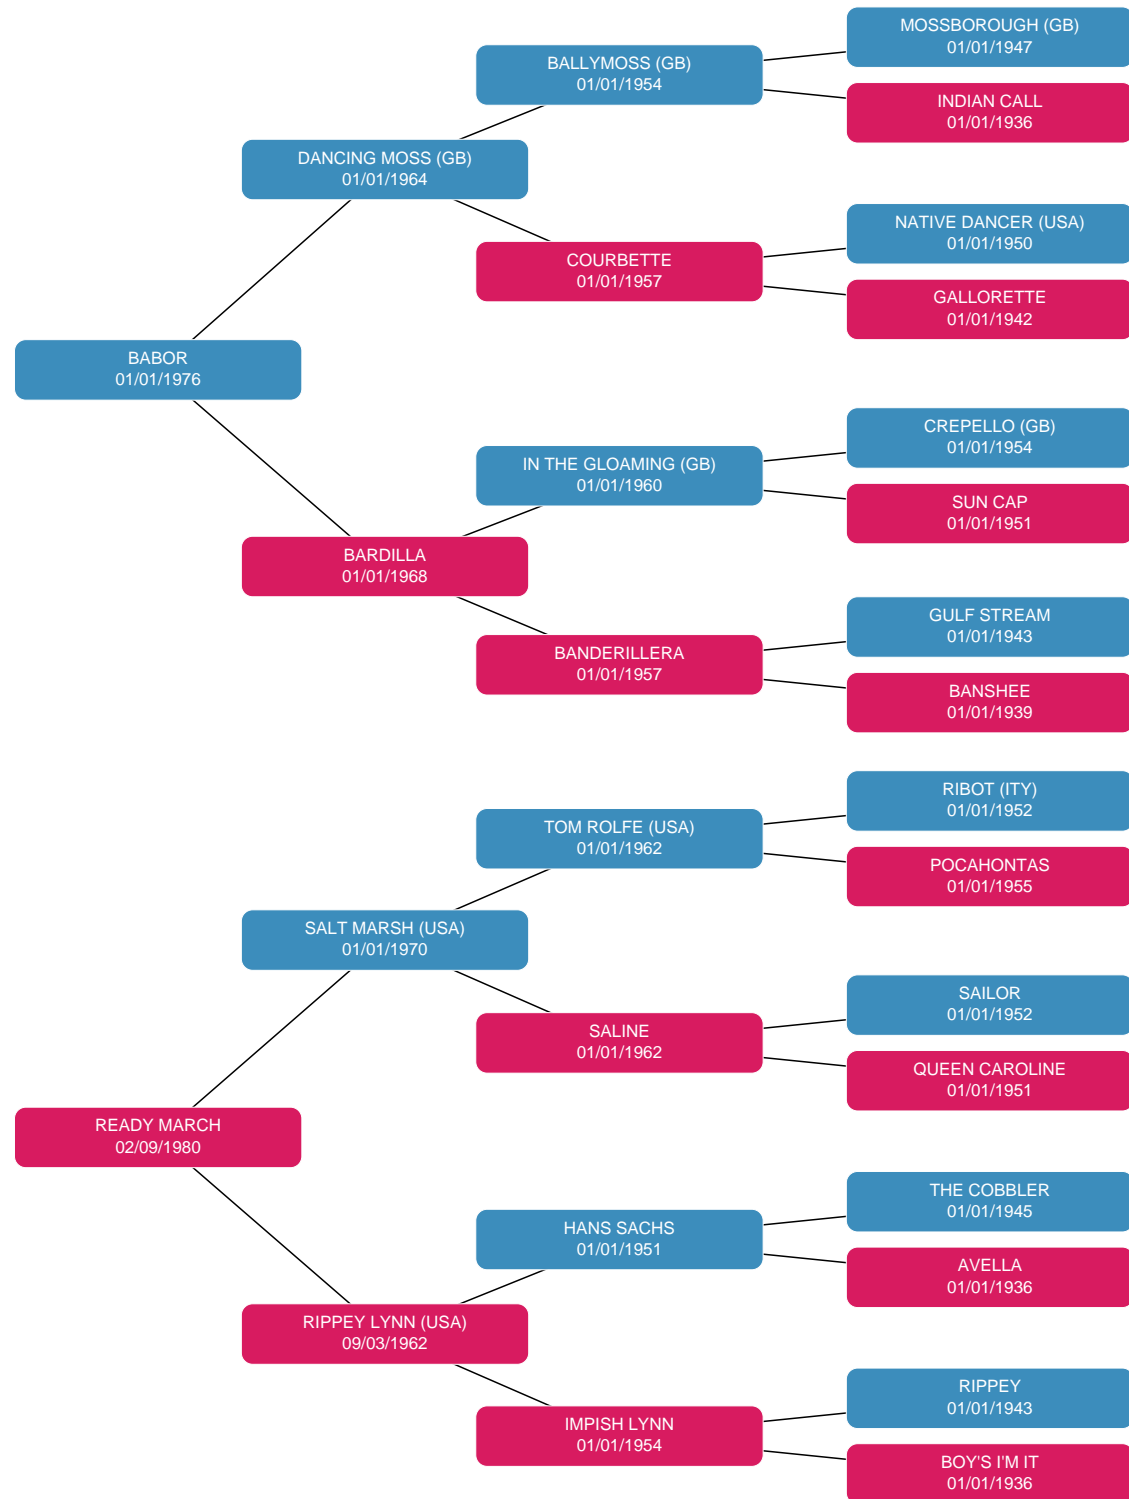 MOSSBOROUGH (GB)
01/01/1947
BALLYMOSS (GB)
01/01/1954
INDIAN CALL
01/01/1936
DANCING MOSS (GB)
01/01/1964
NATIVE DANCER (USA)
01/01/1950
COURBETTE
01/01/1957
GALLORETTE
01/01/1942
BABOR
01/01/1976
CREPELLO (GB)
01/01/1954
IN THE GLOAMING (GB)
01/01/1960
SUN CAP
01/01/1951
BARDILLA
01/01/1968
GULF STREAM
01/01/1943
BANDERILLERA
01/01/1957
BANSHEE
01/01/1939
RIBOT (ITY)
01/01/1952
TOM ROLFE (USA)
01/01/1962
POCAHONTAS
01/01/1955
SALT MARSH (USA)
01/01/1970
SAILOR
01/01/1952
SALINE
01/01/1962
QUEEN CAROLINE
01/01/1951
READY MARCH
02/09/1980
THE COBBLER
01/01/1945
HANS SACHS
01/01/1951
AVELLA
01/01/1936
RIPPEY LYNN (USA)
09/03/1962
RIPPEY
01/01/1943
IMPISH LYNN
01/01/1954
BOY'S I'M IT
01/01/1936